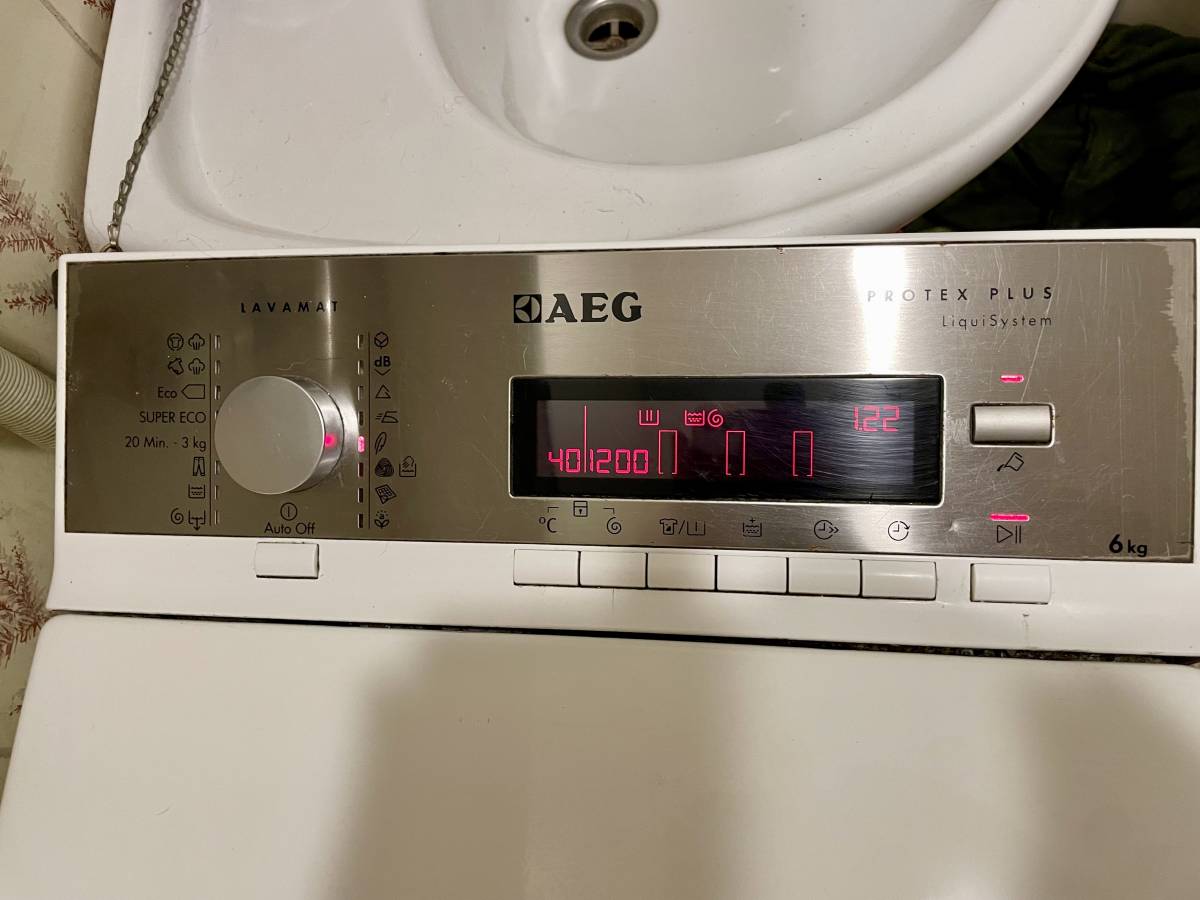 LAVAMAT
AEG
PROTEX PLUS
LiquiSystem
dB
Eco
SUPER ECO
20 Min. - 3 kg
1.22
40 1200
Auto Off
°C
6 kg